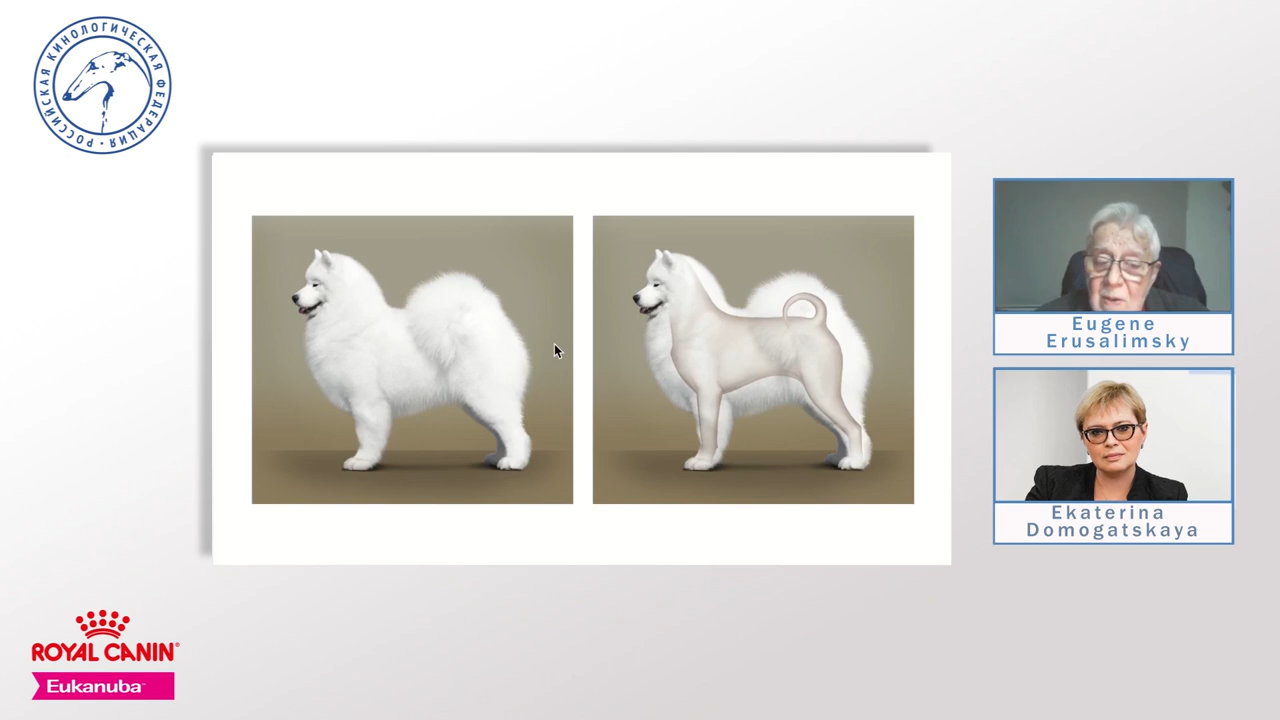 РОССИЙСКАЯ КИНОЛОГИЧЕСКАЯ ФЕДЕРАЦИЯ
Eugene
Erusalimsky
Ekaterina
Domogatskaya
ROYAL CANIN
Eukanuba